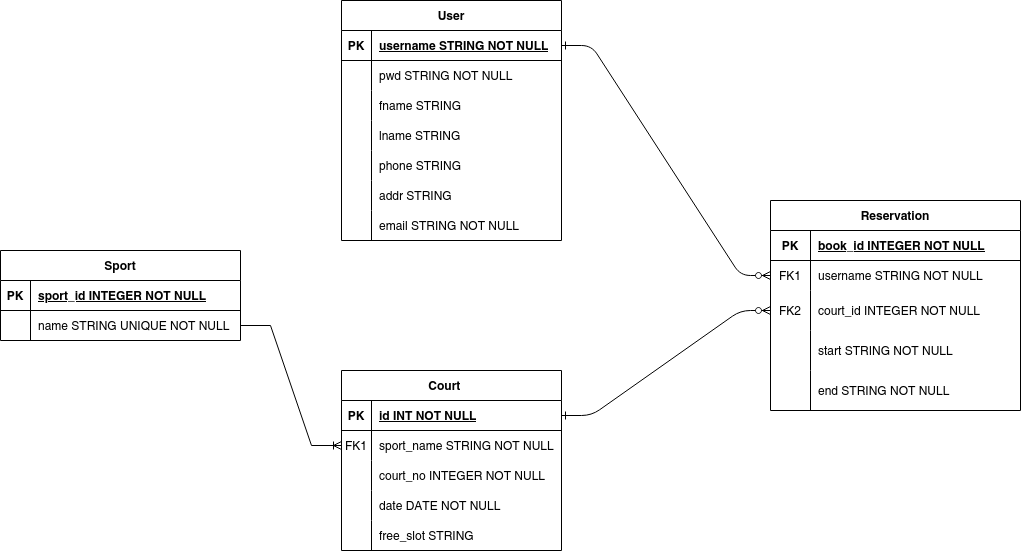 User
PK username STRING NOT NULL
pwd STRING NOT NULL
fname STRING
lname STRING
phone STRING
addr STRING
email STRING NOT NULL
Sport
PK sport_id INTEGER NOT NULL
name STRING UNIQUE NOT NULL
Court
PK id INT NOT NULL
FK1 sport_name STRING NOT NULL
court_no INTEGER NOT NULL
date DATE NOT NULL
free_slot STRING
Reservation
PK book_id INTEGER NOT NULL
FK1 username STRING NOT NULL
FK2 court_id INTEGER NOT NULL
start STRING NOT NULL
end STRING NOT NULL